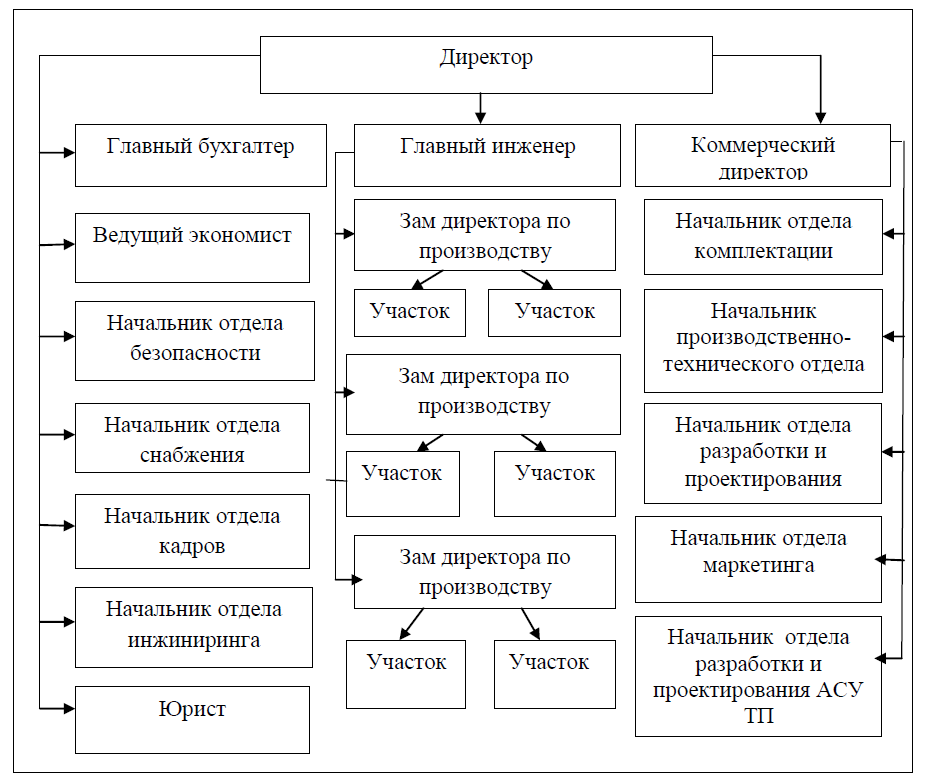 Директор
Главный бухгалтер
Ведущий экономист
Начальник отдела
безопасности
Начальник отдела
снабжения
Начальник отдела
кадров
Начальник отдела
инжиниринга
Юрист
Главный инженер
Зам директора по
производству
Участок
Участок
Зам директора по
производству
Участок
Участок
Зам директора по
производству
Участок
Участок
Коммерческий
директор
Начальник отдела
комплектации
Начальник
производственно-
технического отдела
Начальник отдела
разработки и
проектирования
Начальник отдела
маркетинга
Начальник отдела
разработки и
проектирования АСУ
ТП